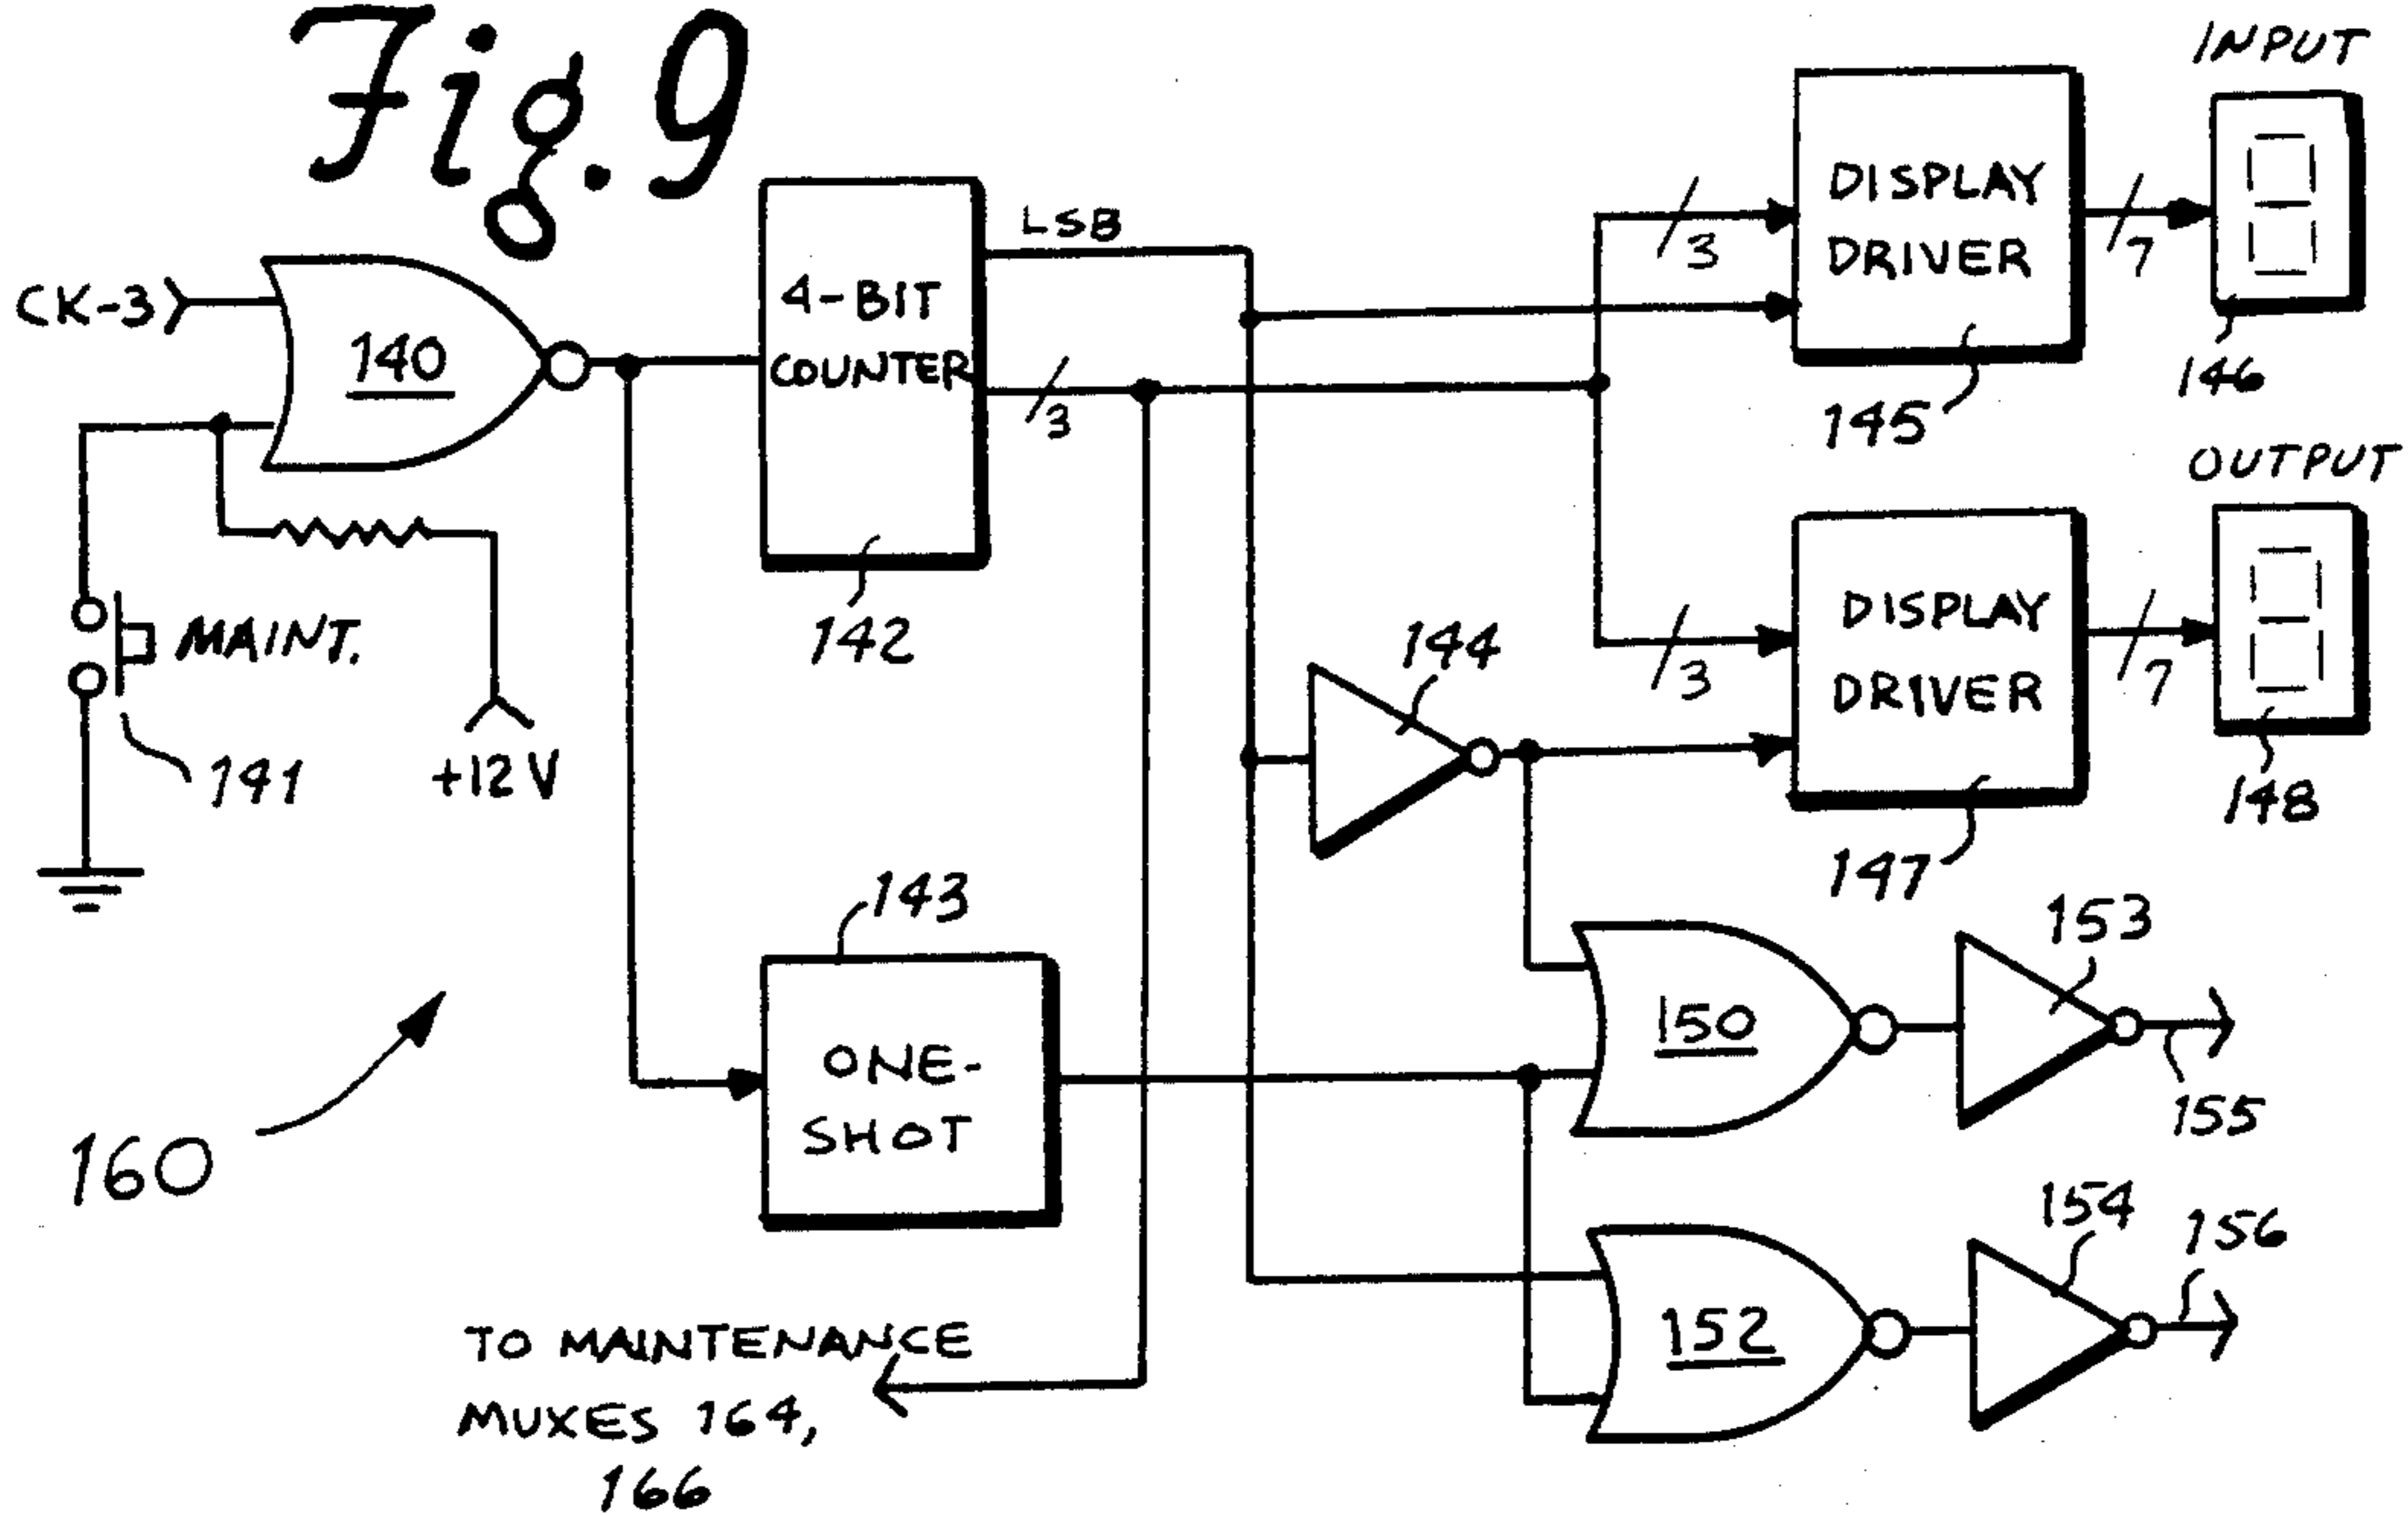 Fig. 9
INPUT
DISPLAY
DRIVER
3
7
146
145
LSB
4-BIT
COUNTER
3
142
CK-3
140
MAINT.
141
+12V
OUTPUT
DISPLAY
DRIVER
3
7
148
147
144
143
ONE-
SHOT
150
153
155
152
154
156
160
TO MAINTENANCE
MUXES 164,
166